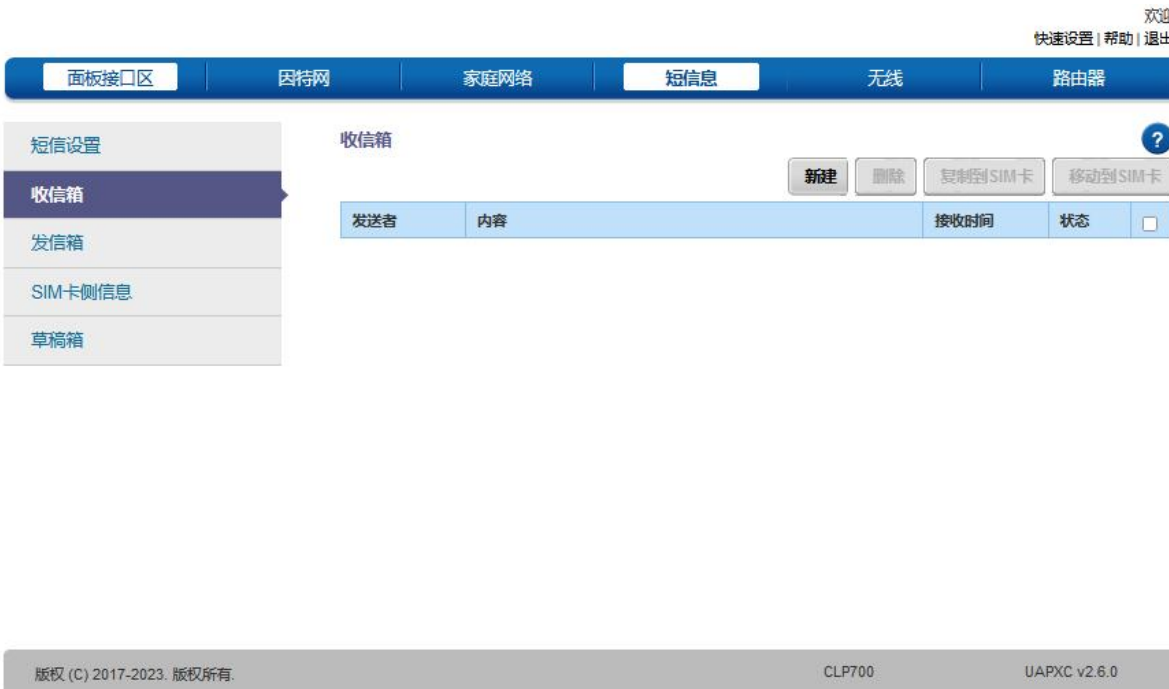 欢迎
快速设置 | 帮助 | 退出
面板接口区 因特网 家庭网络 短信息 无线 路由器
短信设置
收信箱
发信箱
SIM卡侧信息
草稿箱
收信箱
?
新建 删除 复制到SIM卡 移动到SIM卡
发送者 内容 接收时间 状态
版权 (C) 2017-2023. 版权所有. CLP700 UAPXC v2.6.0